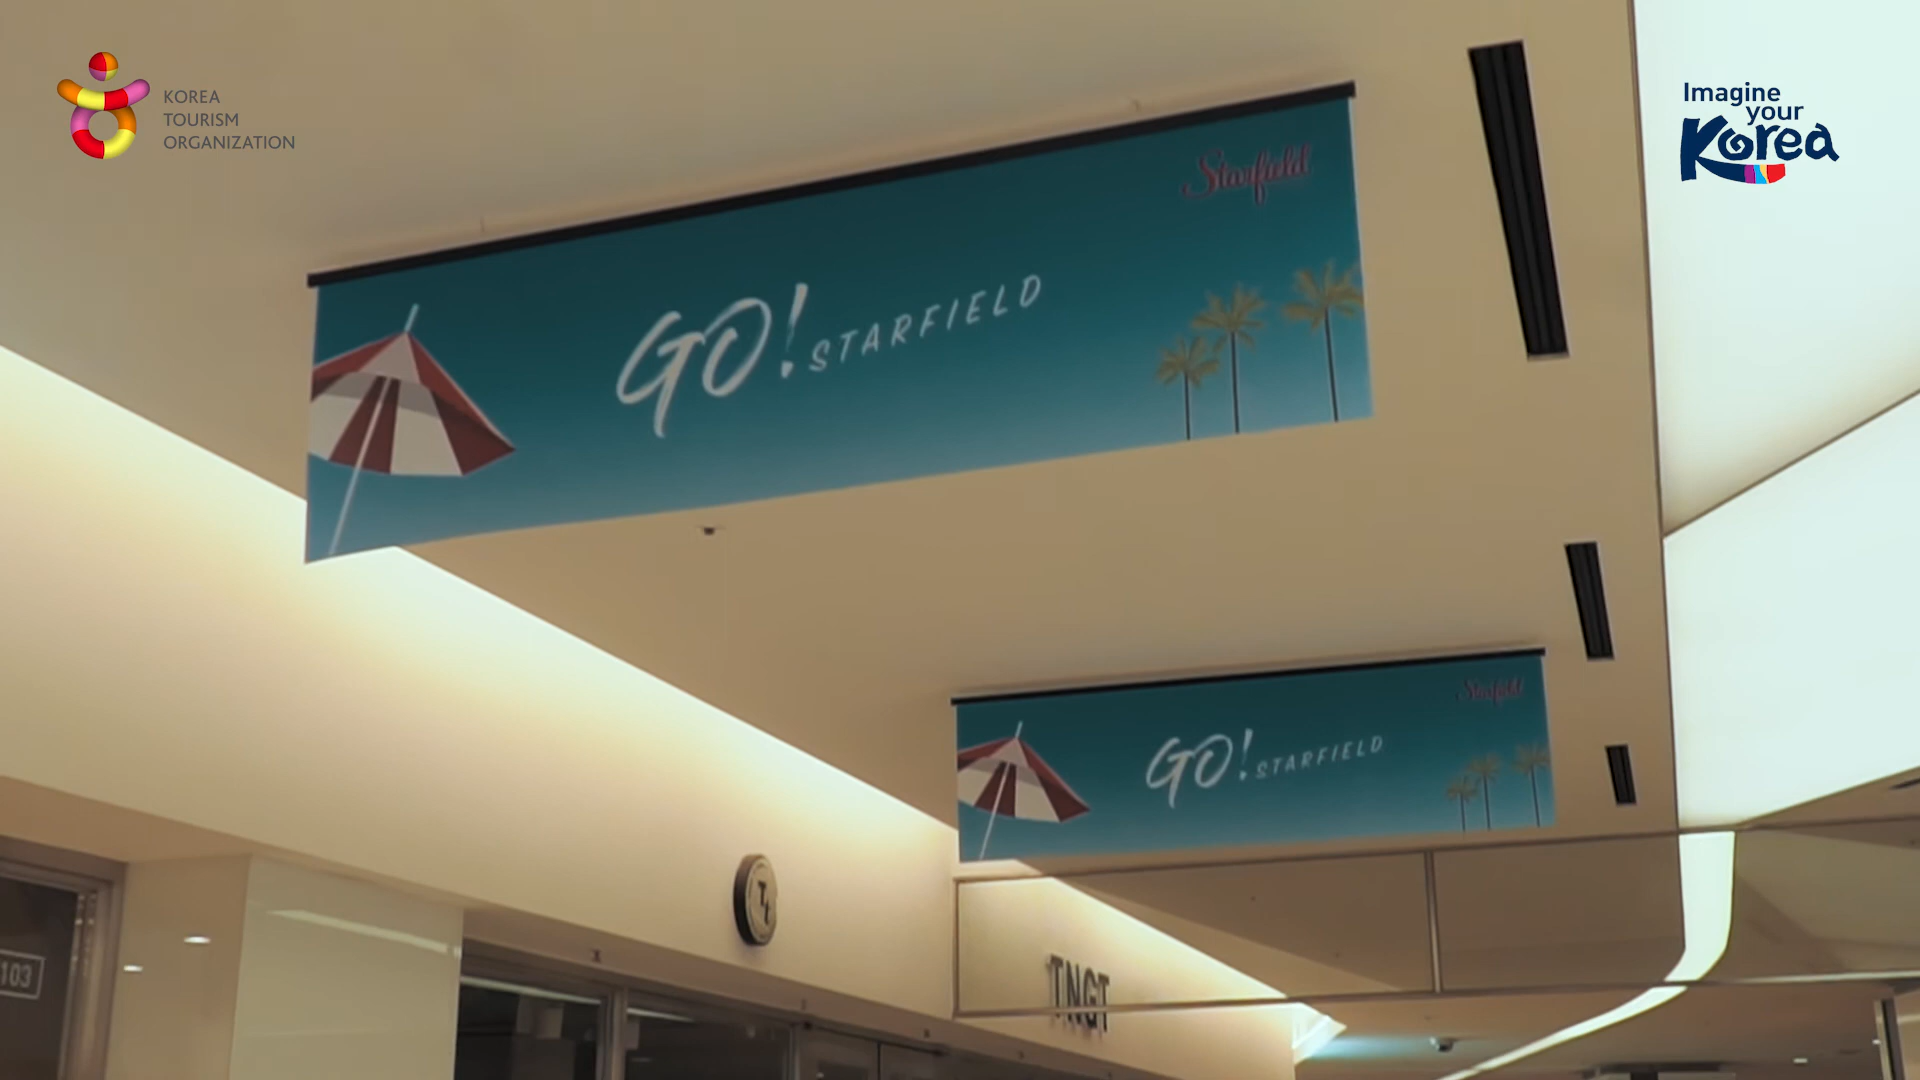 KOREA
TOURISM
ORGANIZATION
Imagine
your
Korea
Starfield
GO! STARFIELD
Starfield
GO! STARFIELD
TNGT
103